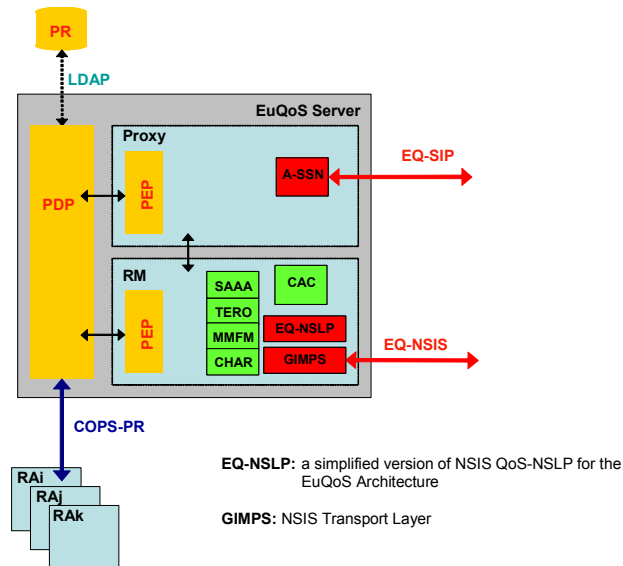 PR
LDAP
EuQoS Server
Proxy
PEP
A-SSN
EQ-SIP
PDP
RM
PEP
SAAA
TERO
MMFM
CHAR
CAC
EQ-NSLP
GIMPS
EQ-NSIS
COPS-PR
RAi
RAj
RAk
EQ-NSLP: a simplified version of NSIS QoS-NSLP for the
EuQoS Architecture
GIMPS: NSIS Transport Layer